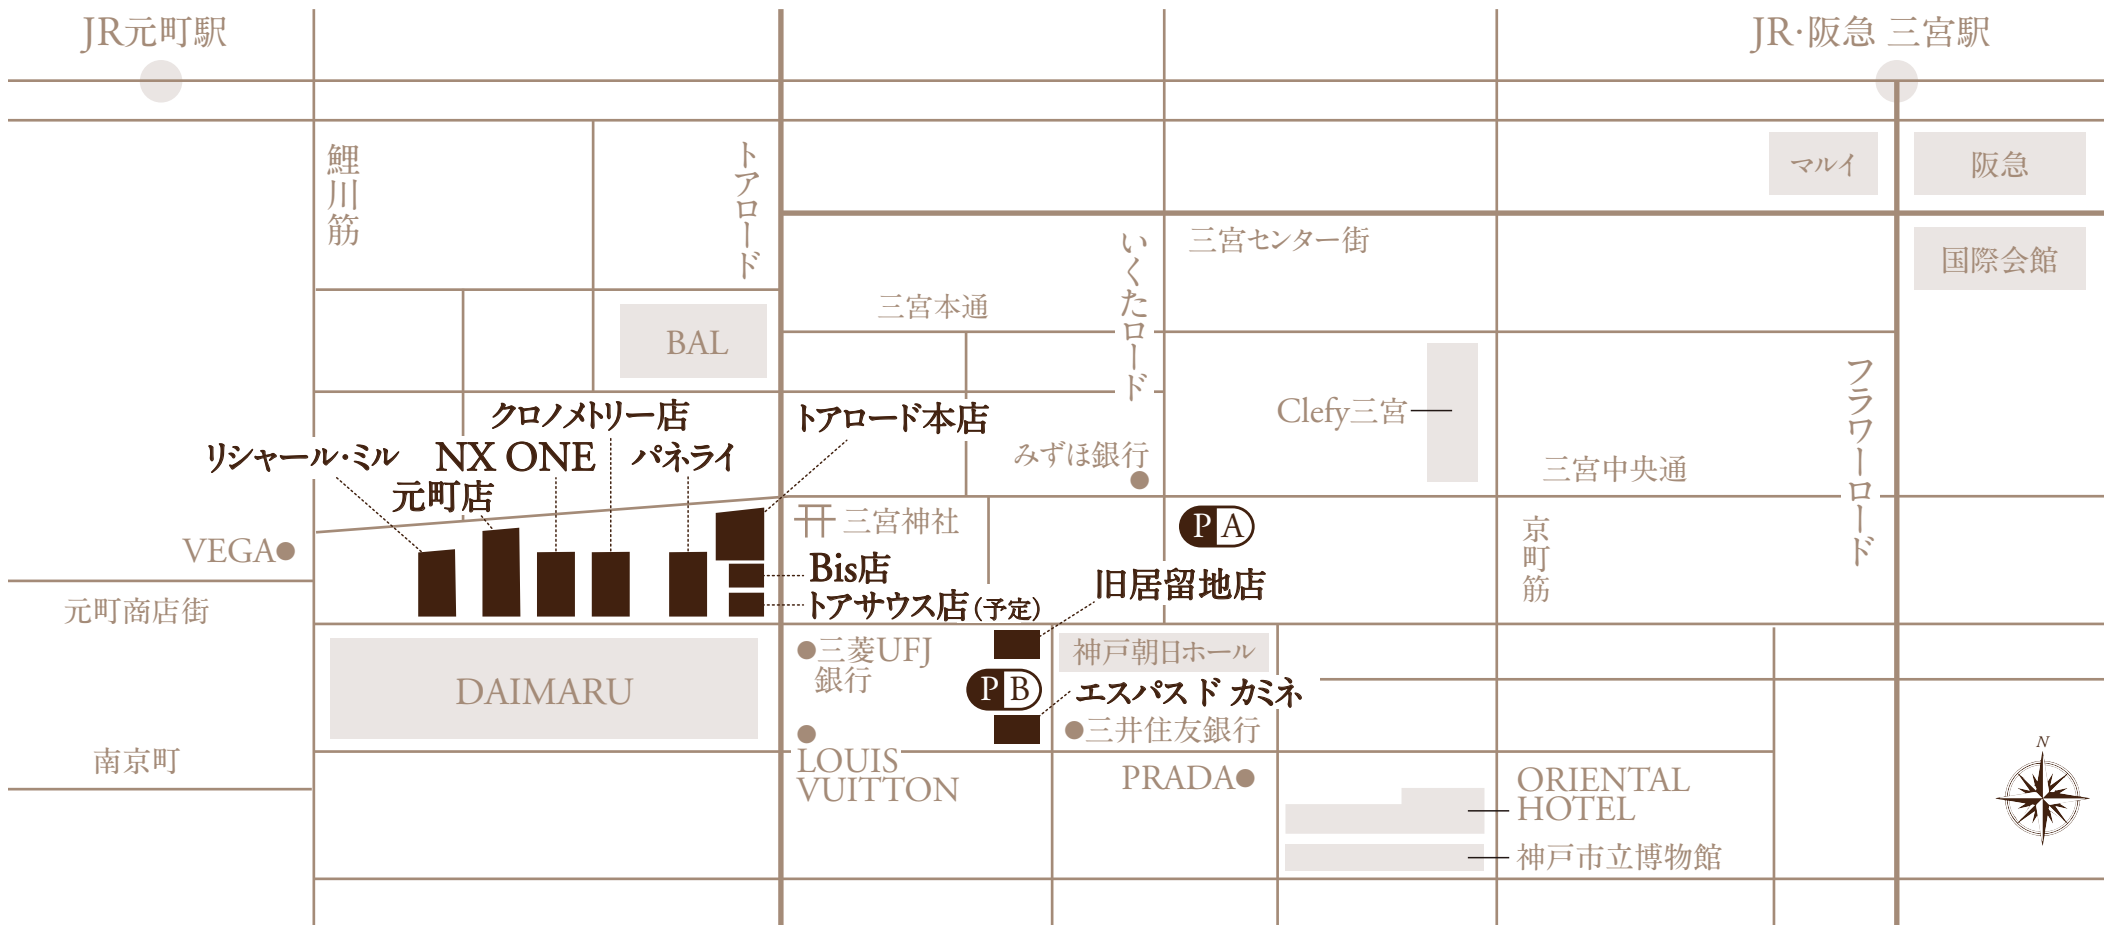 JR元町駅
JR·阪急 三宮駅
鯉川筋
トアロード
マルイ
阪急
いくたロード
三宮センター街
国際会館
三宮本通
BAL
フラワーロード
クロノメトリー店
トアロード本店
Clefy三宮
リシャール·ミル
NX ONE
パネライ
みずほ銀行
三宮中央通
元町店
三宮神社
P A
京町筋
VEGA
Bis店
旧居留地店
元町商店街
トアサウス店(予定)
三菱UFJ
銀行
神戸朝日ホール
DAIMARU
P B
エスパス ド カミネ
三井住友銀行
N
南京町
LOUIS
VUITTON
PRADA
ORIENTAL
HOTEL
神戸市立博物館